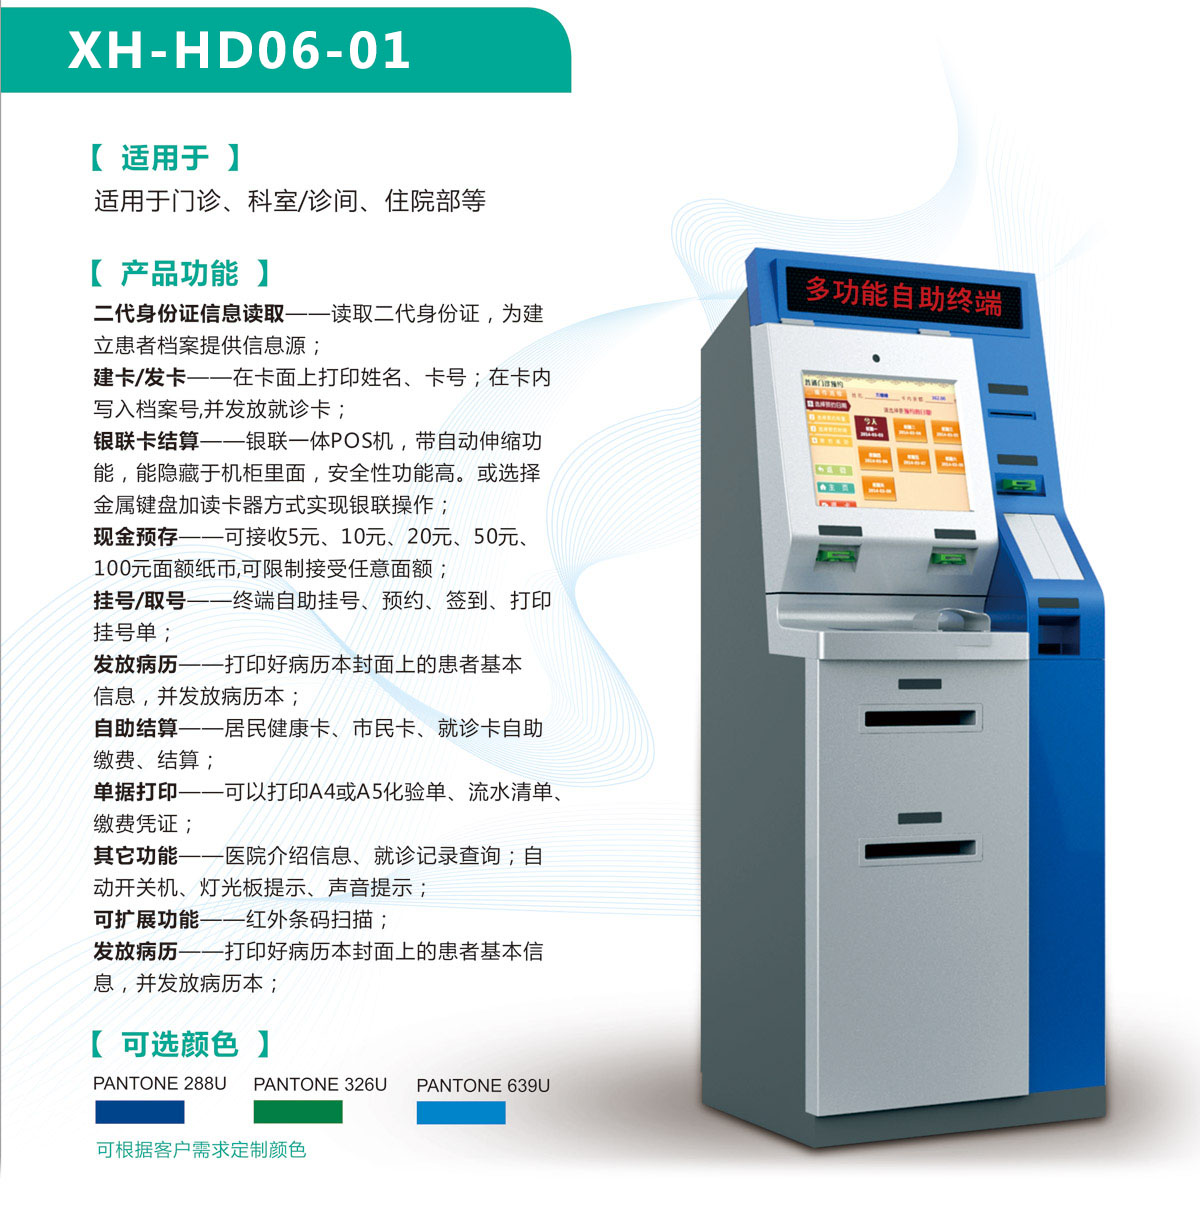 XH-HD06-01
【 适用于 】
适用于门诊、科室/诊间、住院部等
【 产品功能 】
二代身份证信息读取——读取二代身份证，为建
立患者档案提供信息源；
建卡/发卡——在卡面上打印姓名、卡号；在卡内
写入档案号,并发放就诊卡；
银联卡结算——银联一体POS机，带自动伸缩功
能，能隐藏于机柜里面，安全性功能高。或选择
金属键盘加读卡器方式实现银联操作；
现金预存——可接收5元、10元、20元、50元、
100元面额纸币,可限制接受任意面额；
挂号/取号——终端自助挂号、预约、签到、打印
挂号单；
发放病历——打印好病历本封面上的患者基本
信息，并发放病历本；
自助结算——居民健康卡、市民卡、就诊卡自助
缴费、结算；
单据打印——可以打印A4或A5化验单、流水清单、
缴费凭证；
其它功能——医院介绍信息、就诊记录查询；自
动开关机、灯光板提示、声音提示；
可扩展功能——红外条码扫描；
发放病历——打印好病历本封面上的患者基本信
息，并发放病历本；
【 可选颜色 】
PANTONE 288U PANTONE 326U PANTONE 639U
可根据客户需求定制颜色
多功能自助终端
普通门诊预约
选择预约日期
今天
主页